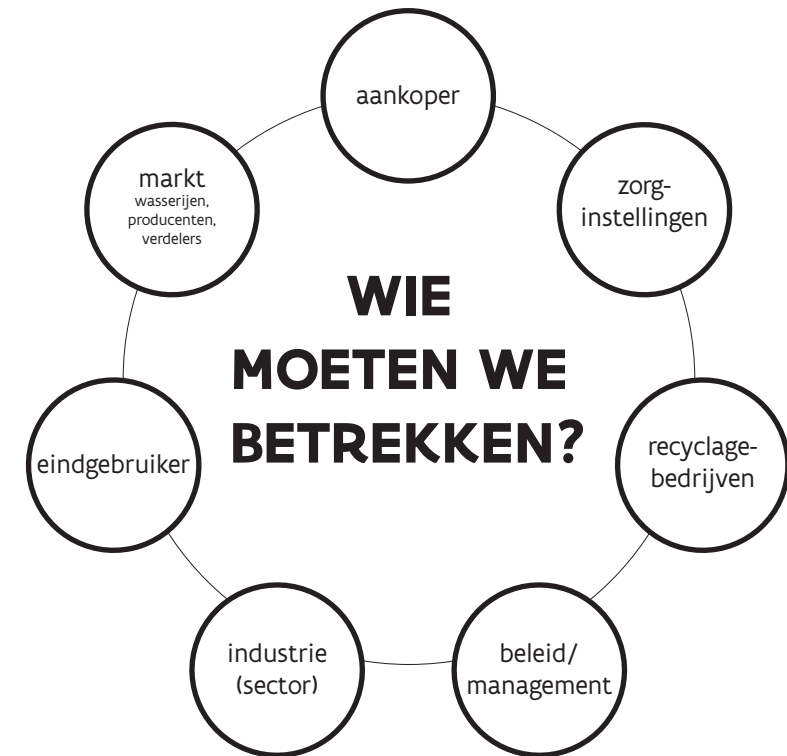 aankoper
markt
wasserijen,
producenten,
verdelers
zorg-
instellingen
WIE
MOETEN WE
BETREKKEN?
eindgebruiker
recyclage-
bedrijven
industrie
(sector)
beleid/
management